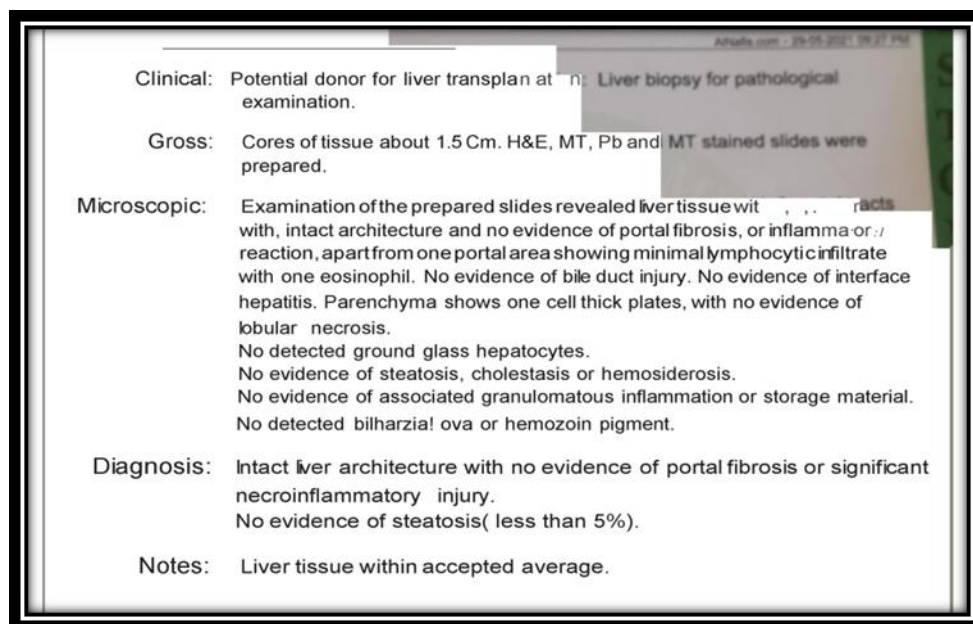 AlNafis.com - 29-05-2021 09:27 PM
Clinical: Potential donor for liver transplan at n: Liver biopsy for pathological
examination.
Gross: Cores of tissue about 1.5 Cm. H&E, MT, Pb and MT stained slides were
prepared.
Microscopic: Examination of the prepared slides revealed liver tissue wit racts
with, intact architecture and no evidence of portal fibrosis, or inflamma or
reaction, apart from one portal area showing minimal lymphocytic infiltrate
with one eosinophil. No evidence of bile duct injury. No evidence of interface
hepatitis. Parenchyma shows one cell thick plates, with no evidence of
lobular necrosis.
No detected ground glass hepatocytes.
No evidence of steatosis, cholestasis or hemosiderosis.
No evidence of associated granulomatous inflammation or storage material.
No detected bilharzia! ova or hemozoin pigment.
Diagnosis: Intact liver architecture with no evidence of portal fibrosis or significant
necroinflammatory injury.
No evidence of steatosis( less than 5%).
Notes: Liver tissue within accepted average.